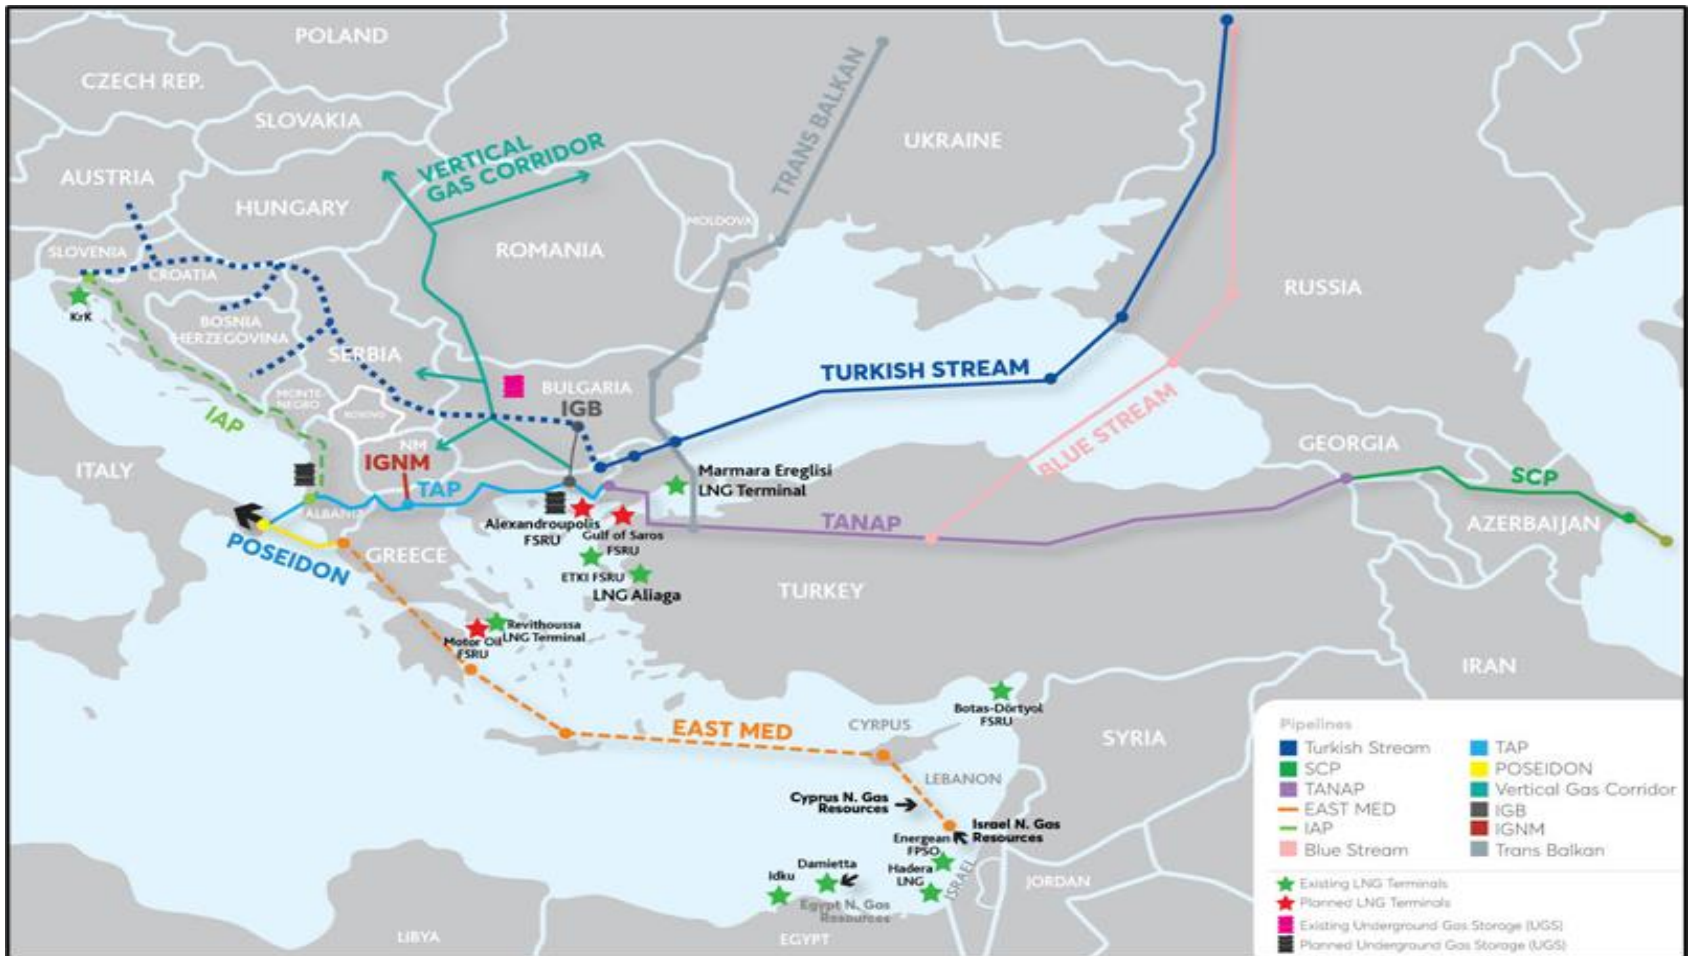 POLAND
CZECH REP.
SLOVAKIA
UKRAINE
AUSTRIA
VERTICAL
GAS CORRIDOR
TRANS BALKAN
HUNGARY
MOLDOVA
ROMANIA
SLOVENIA
CROATIA
RUSSIA
KrK
BOSNIA
HERZEGOVINA
SERBIA
TURKISH STREAM
BULGARIA
MONTE-
NEGRO
KOSOVO
IGB
IAP
BLUE STREAM
NM
GEORGIA
ITALY
IGNM
Marmara Ereglisi
LNG Terminal
SCP
TAP
ALBANIA
TANAP
AZERBAIJAN
Alexandroupolis
FSRU
Gulf of Saros
FSRU
POSEIDON
GREECE
ETKI FSRU
LNG Aliaga
TURKEY
Revithoussa
LNG Terminal
Motor Oil
FSRU
IRAN
Botas-Dörtyol
FSRU
EAST MED
CYRPUS
SYRIA
LEBANON
Cyprus N. Gas
Resources
Israel N. Gas
Resources
Energean
FPSO
Damietta
Hadera
LNG
Idku
ISRAEL
JORDAN
Egypt N. Gas
Resources
LIBYA
EGYPT
Pipelines
Turkish Stream
SCP
TANAP
EAST MED
IAP
Blue Stream
TAP
POSEIDON
Vertical Gas Corridor
IGB
IGNM
Trans Balkan
Existing LNG Terminals
Planned LNG Terminals
Existing Underground Gas Storage (UGS)
Planned Underground Gas Storage (UGS)